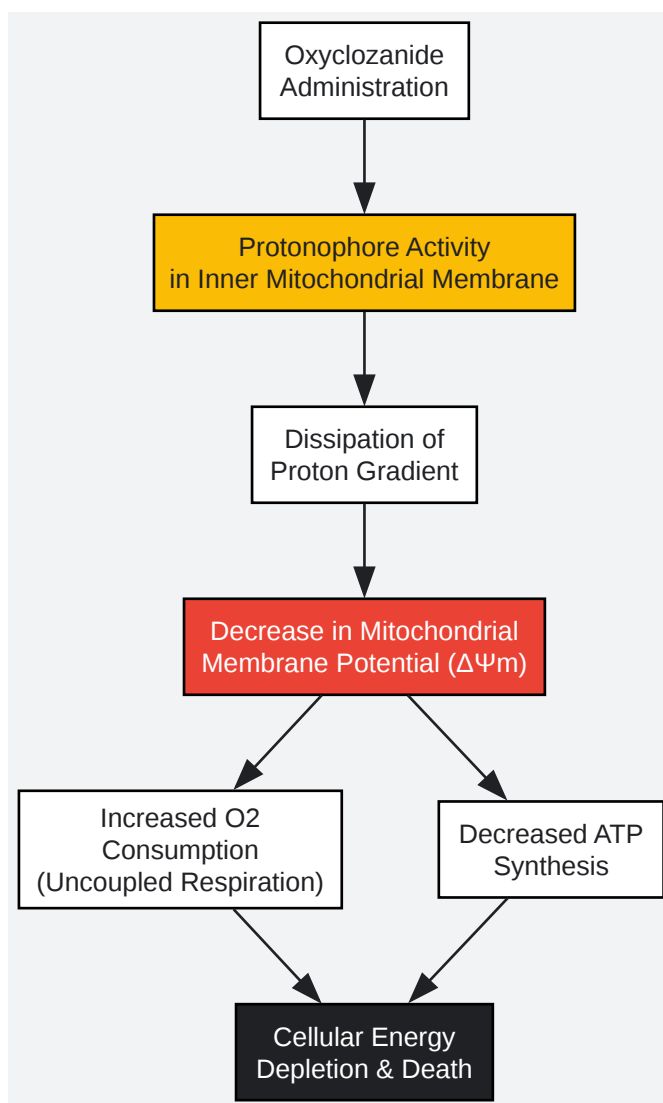 Oxyclozanide
Administration
Protonophore Activity
in Inner Mitochondrial Membrane
Dissipation of
Proton Gradient
Decrease in Mitochondrial
Membrane Potential (ΔΨm)
Increased O2
Consumption
(Uncoupled Respiration)
Decreased ATP
Synthesis
Cellular Energy
Depletion & Death